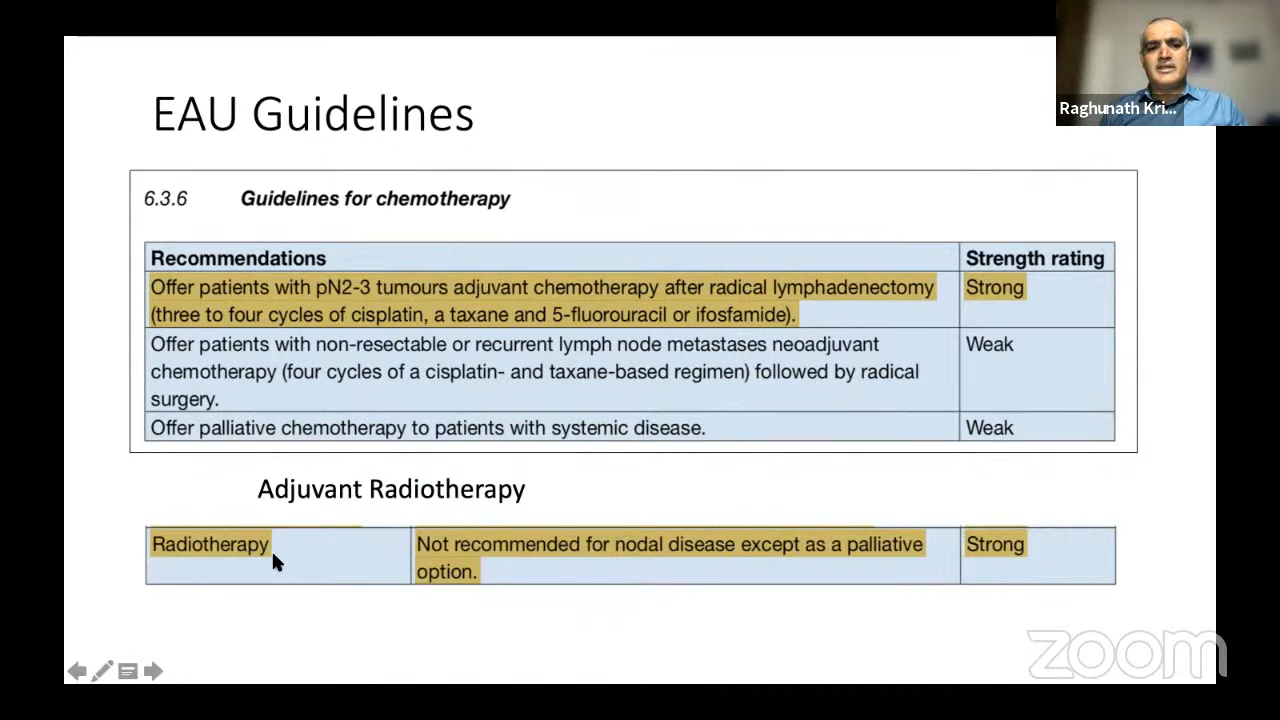 Raghunath Kri...
EAU Guidelines
6.3.6 Guidelines for chemotherapy
Recommendations Strength rating
Offer patients with pN2-3 tumours adjuvant chemotherapy after radical lymphadenectomy Strong
(three to four cycles of cisplatin, a taxane and 5-fluorouracil or ifosfamide).
Offer patients with non-resectable or recurrent lymph node metastases neoadjuvant Weak
chemotherapy (four cycles of a cisplatin- and taxane-based regimen) followed by radical
surgery.
Offer palliative chemotherapy to patients with systemic disease. Weak
Adjuvant Radiotherapy
Radiotherapy Not recommended for nodal disease except as a palliative Strong
option.
zoom